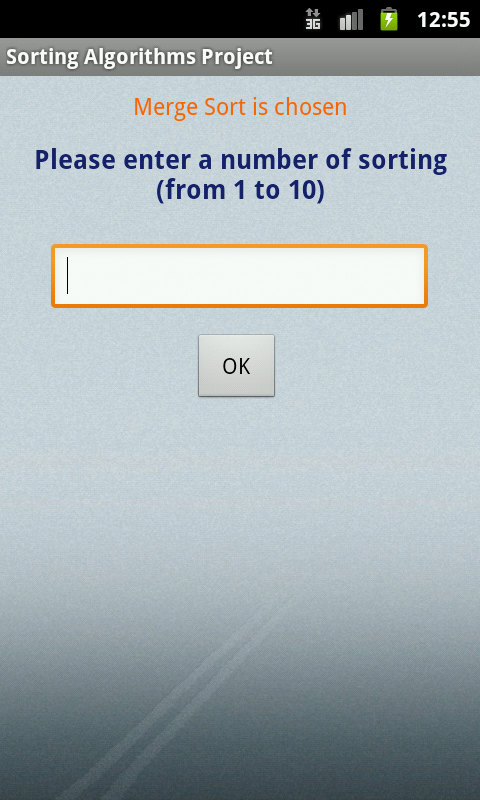 3G
12:55
Sorting Algorithms Project
Merge Sort is chosen
Please enter a number of sorting
(from 1 to 10)
OK